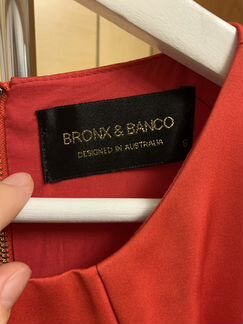 BRONX & BANCO
DESIGNED IN AUSTRALIA